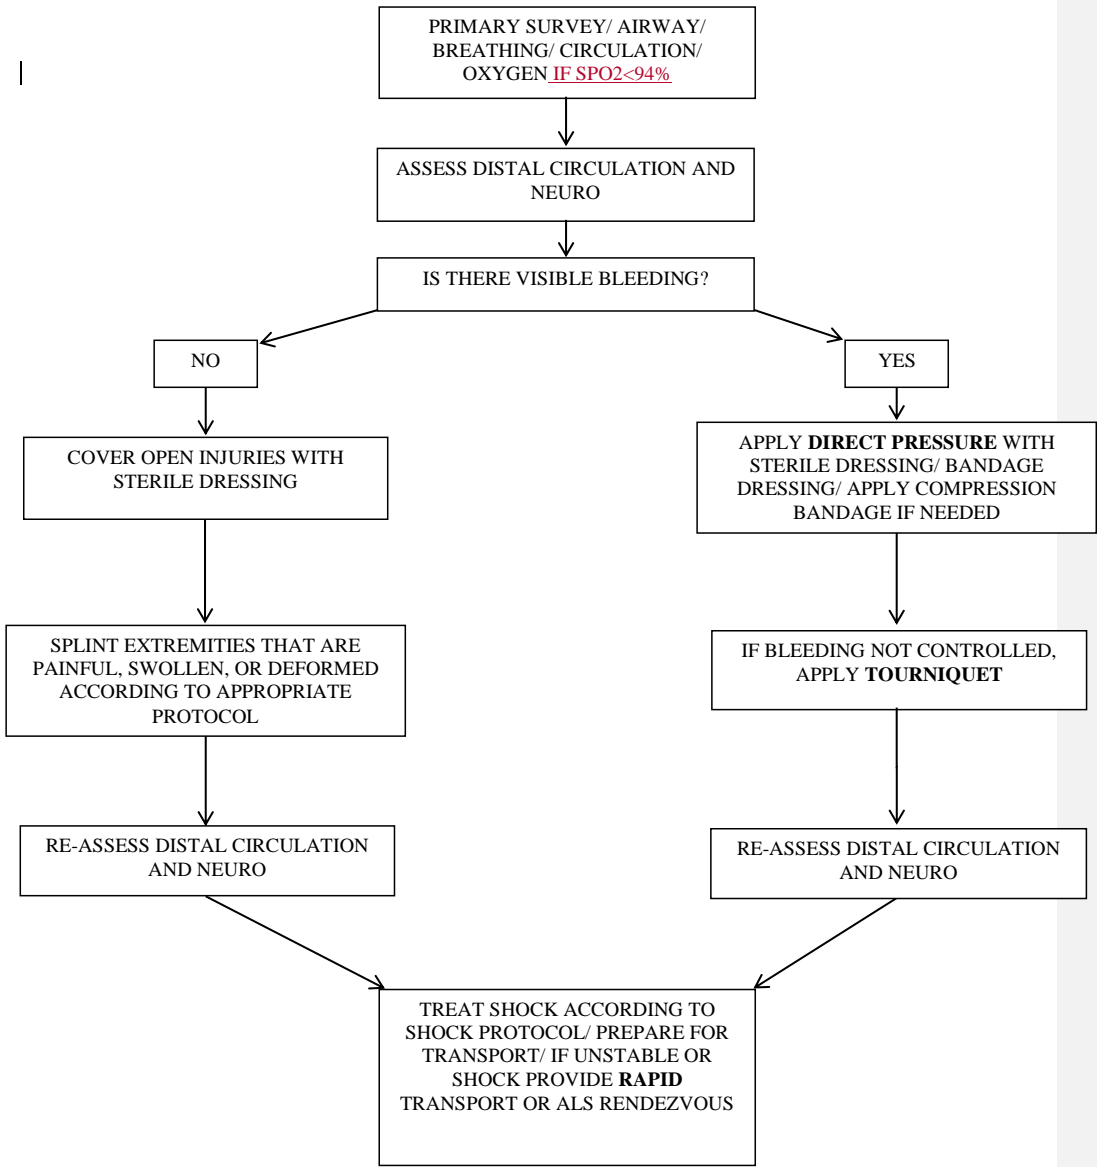 PRIMARY SURVEY/ AIRWAY/
BREATHING/ CIRCULATION/
OXYGEN IF SPO2<94%
ASSESS DISTAL CIRCULATION AND
NEURO
IS THERE VISIBLE BLEEDING?
NO
YES
COVER OPEN INJURIES WITH
STERILE DRESSING
APPLY DIRECT PRESSURE WITH
STERILE DRESSING/ BANDAGE
DRESSING/ APPLY COMPRESSION
BANDAGE IF NEEDED
SPLINT EXTREMITIES THAT ARE
PAINFUL, SWOLLEN, OR DEFORMED
ACCORDING TO APPROPRIATE
PROTOCOL
IF BLEEDING NOT CONTROLLED,
APPLY TOURNIQUET
RE-ASSESS DISTAL CIRCULATION
AND NEURO
RE-ASSESS DISTAL CIRCULATION
AND NEURO
TREAT SHOCK ACCORDING TO
SHOCK PROTOCOL/ PREPARE FOR
TRANSPORT/ IF UNSTABLE OR
SHOCK PROVIDE RAPID
TRANSPORT OR ALS RENDEZVOUS